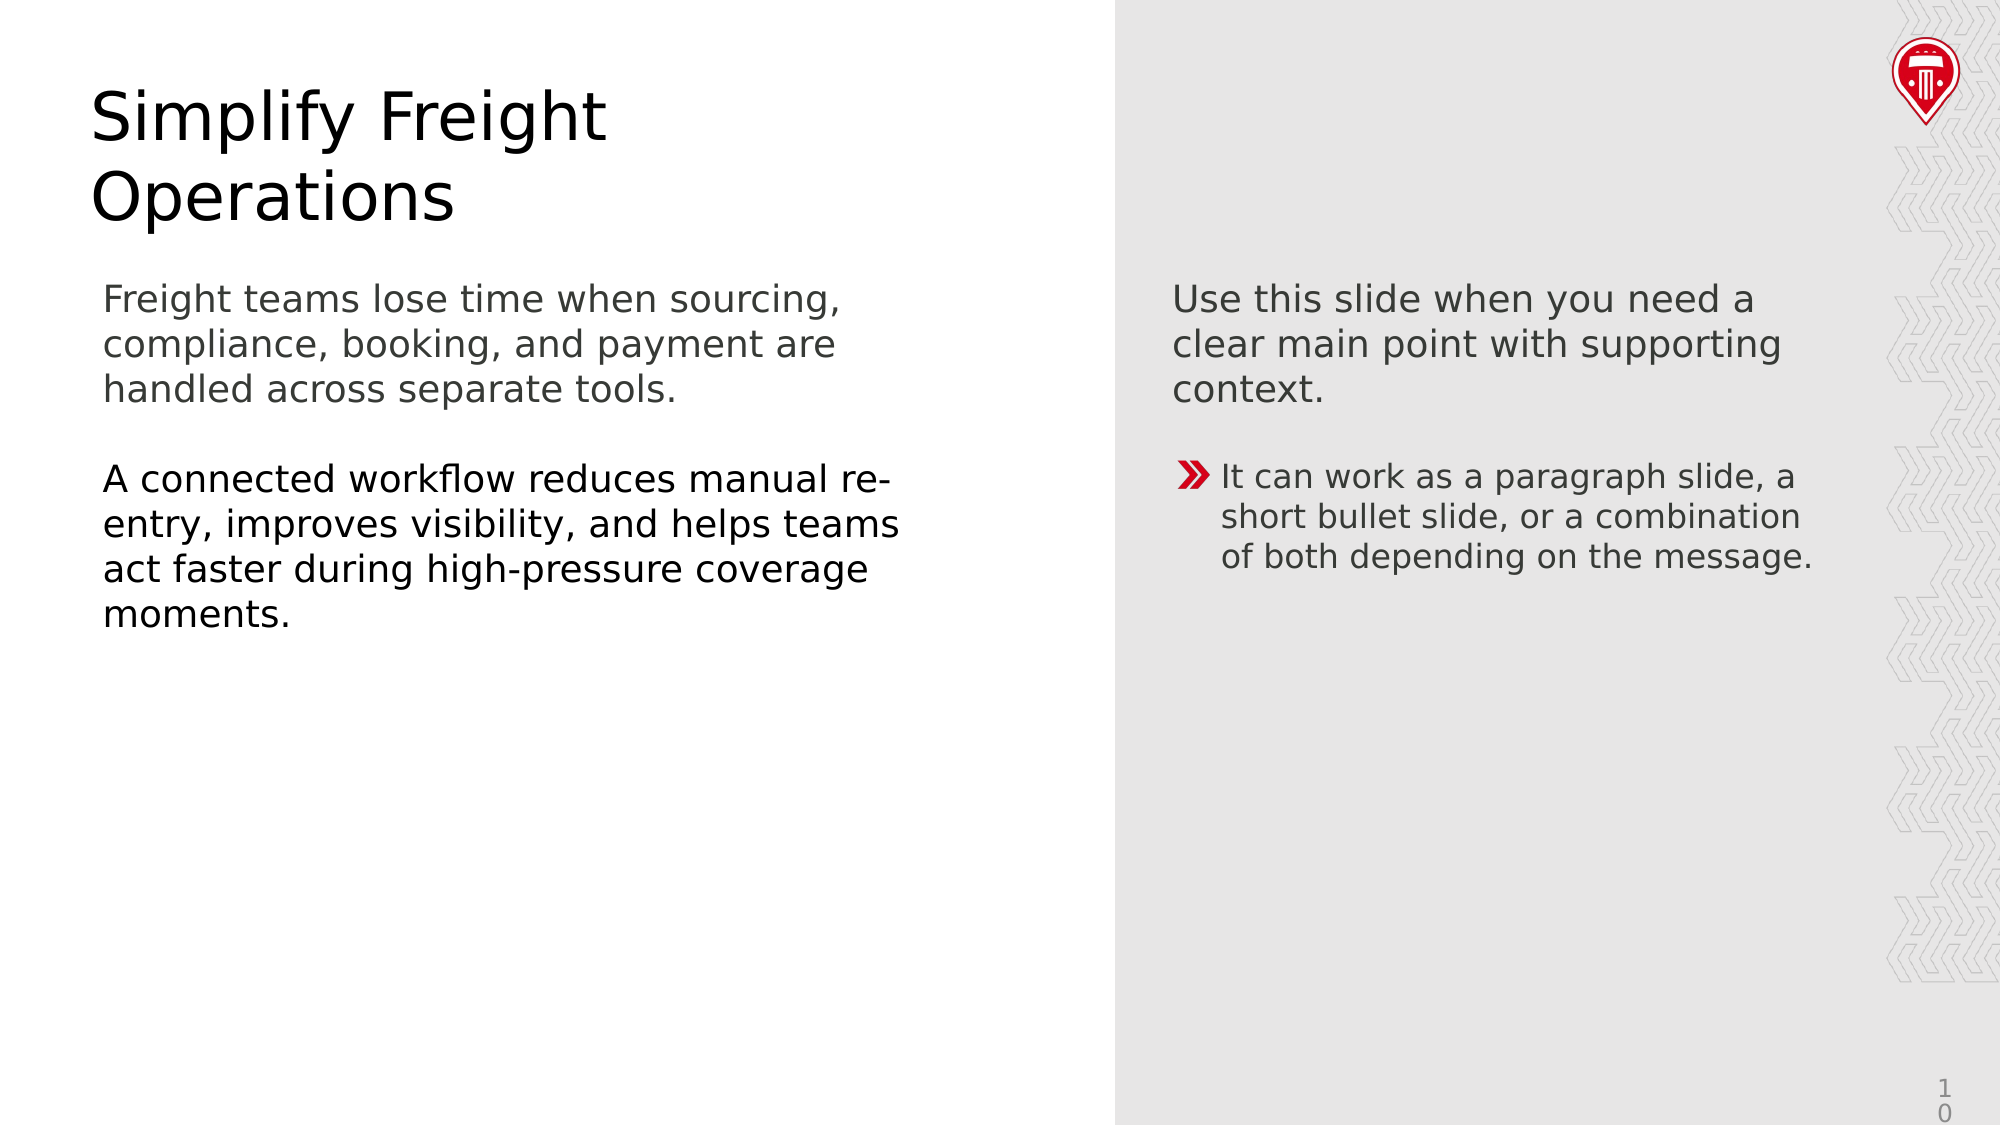 Simplify Freight
Operations
Freight teams lose time when sourcing,
compliance, booking, and payment are
handled across separate tools.
A connected workflow reduces manual re-
entry, improves visibility, and helps teams
act faster during high-pressure coverage
moments.
Use this slide when you need a
clear main point with supporting
context.
It can work as a paragraph slide, a
short bullet slide, or a combination
of both depending on the message.
1
0